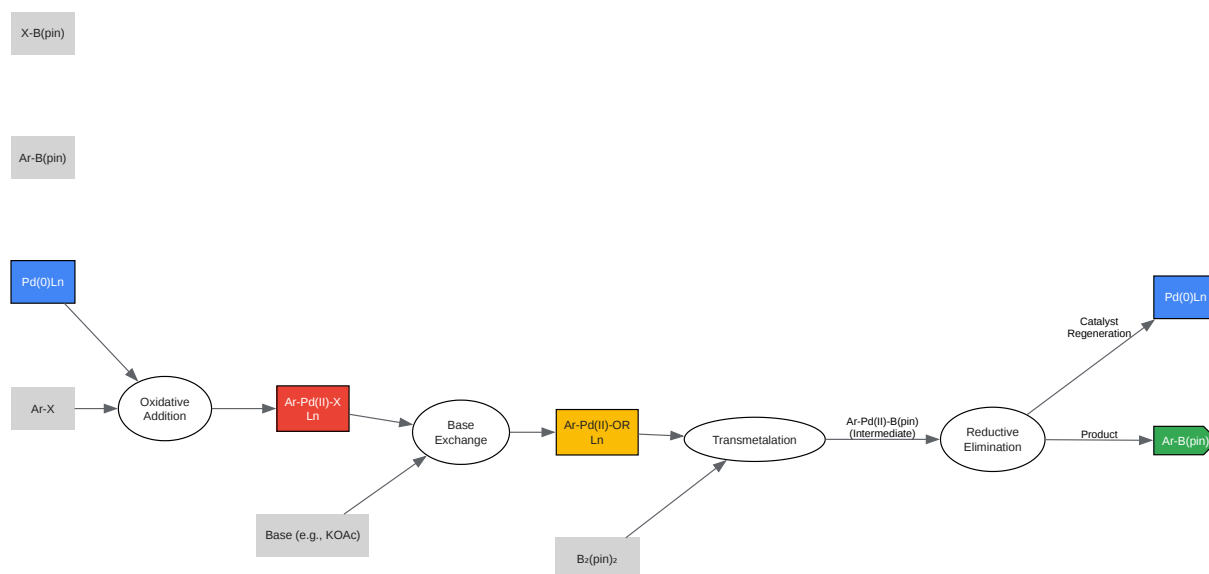 X-B(pin)
Ar-B(pin)
Pd(0)Ln
Pd(0)Ln
Catalyst
Regeneration
Ar-X
Oxidative
Addition
Ar-Pd(II)-X
Ln
Base
Exchange
Ar-Pd(II)-OR
Ln
Transmetalation
Ar-Pd(II)-B(pin)
(Intermediate)
Reductive
Elimination
Product
Ar-B(pin)
Base (e.g., KOAc)
B₂(pin)₂